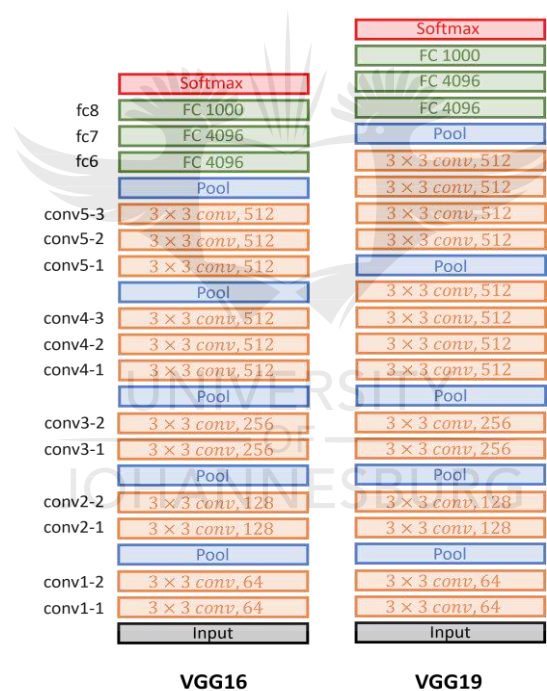 fc8 FC 1000
fc7 FC 4096
fc6 FC 4096
Softmax
Pool
conv5-3 3 × 3 conv, 512
conv5-2 3 × 3 conv, 512
conv5-1 3 × 3 conv, 512
Pool
conv4-3 3 × 3 conv, 512
conv4-2 3 × 3 conv, 512
conv4-1 3 × 3 conv, 512
Pool
conv3-2 3 × 3 conv, 256
conv3-1 3 × 3 conv, 256
Pool
conv2-2 3 × 3 conv, 128
conv2-1 3 × 3 conv, 128
Pool
conv1-2 3 × 3 conv, 64
conv1-1 3 × 3 conv, 64
Input
VGG16
Softmax
FC 1000
FC 4096
FC 4096
Pool
3 × 3 conv, 512
3 × 3 conv, 512
3 × 3 conv, 512
3 × 3 conv, 512
Pool
3 × 3 conv, 512
3 × 3 conv, 512
3 × 3 conv, 512
3 × 3 conv, 512
Pool
3 × 3 conv, 256
3 × 3 conv, 256
Pool
3 × 3 conv, 128
3 × 3 conv, 128
Pool
3 × 3 conv, 64
3 × 3 conv, 64
Input
VGG19
UNIVERSITY
OF
JOHANNESBURG